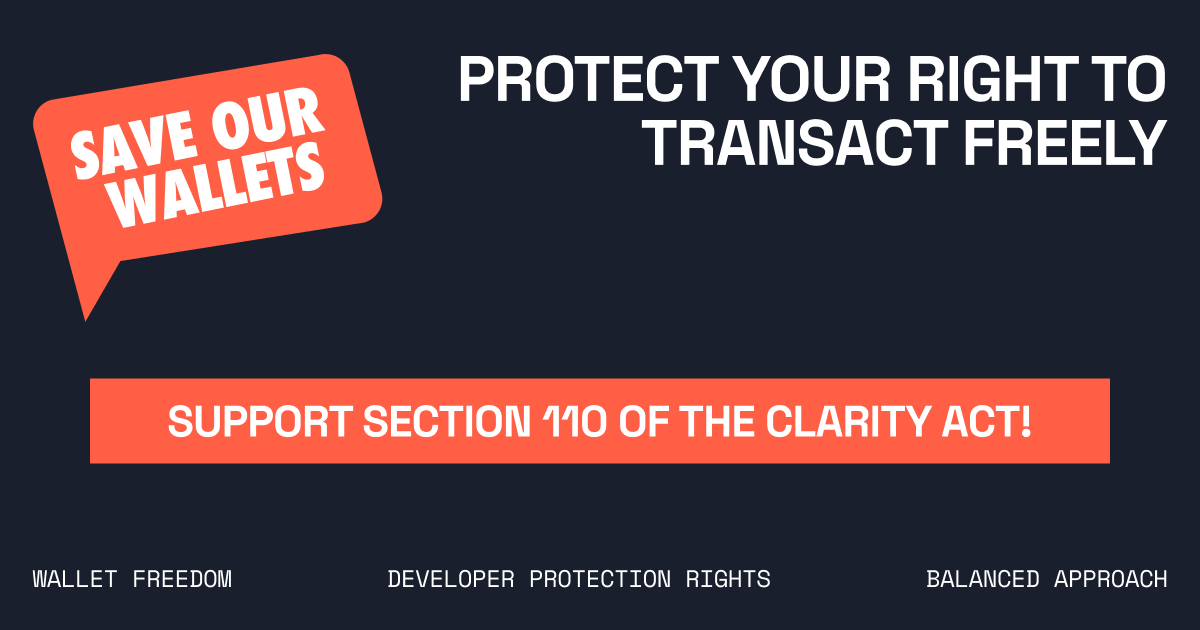 SAVE OUR
WALLETS
PROTECT YOUR RIGHT TO
TRANSACT FREELY
SUPPORT SECTION 110 OF THE CLARITY ACT!
WALLET FREEDOM
DEVELOPER PROTECTION RIGHTS
BALANCED APPROACH